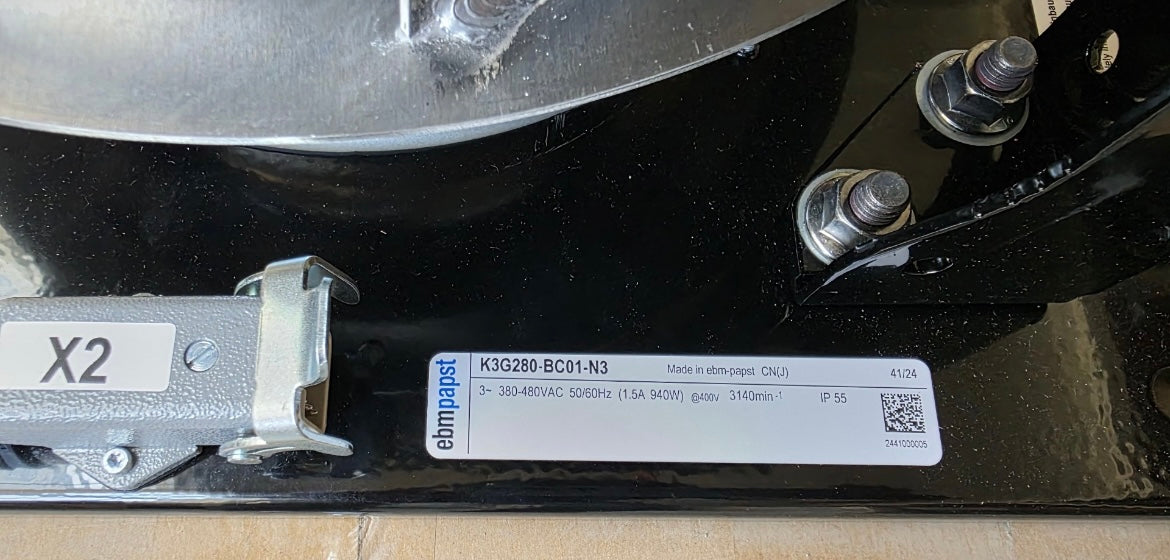 X2
ebmpapst
K3G280-BC01-N3 Made in ebm-papst CN(J) 41/24
3~ 380-480VAC 50/60Hz (1.5A 940W) @400V 3140min-1 IP 55
2441000005